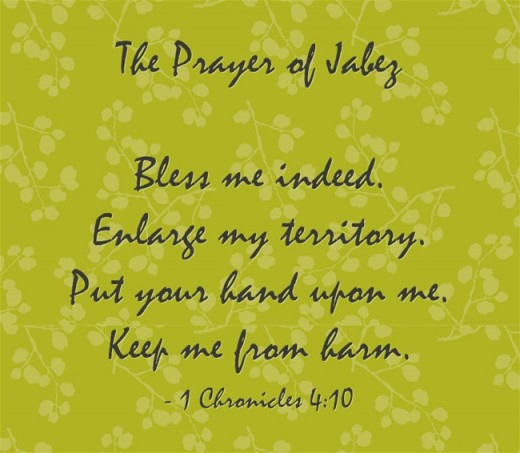 The Prayer of Jabez
Bless me indeed.
Enlarge my territory.
Put your hand upon me.
Keep me from harm.
- 1 Chronicles 4:10